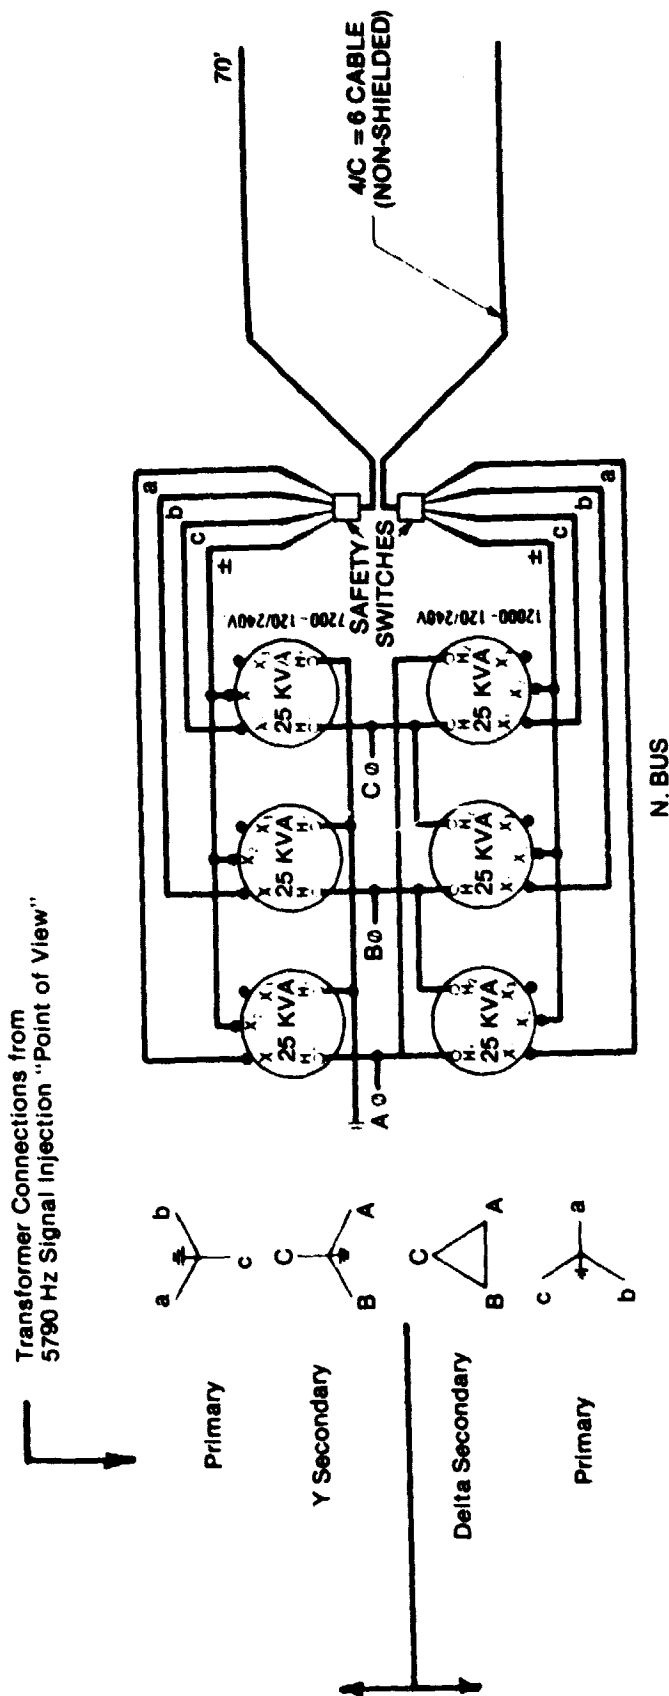 Transformer Connections from
5790 Hz Signal Injection "Point of View"
Primary
a
b
c
Y Secondary
C
B
A
Delta Secondary
C
B
A
Primary
c
a
b
a
b
c
25 KVA
25 KVA
25 KVA
7200-120/240V.
A Ø
B Ø
C Ø
SAFETY
SWITCHES
25 KVA
25 KVA
25 KVA
12000-120/240V
c
b
a
N. BUS
70'
4/C =6 CABLE
(NON-SHIELDED)